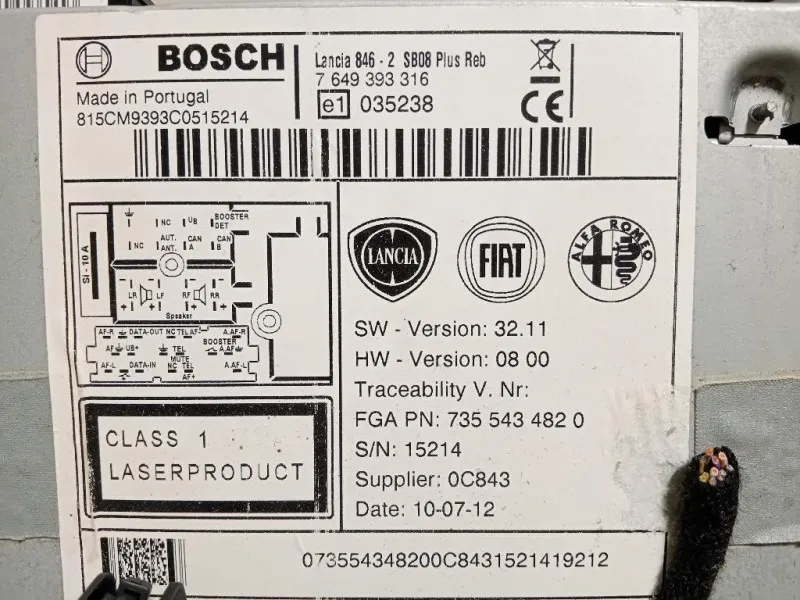 BOSCH
Lancia 846 - 2 SB08 Plus Reb
7 649 393 316
Made in Portugal
815CM9393C0515214
e1 035238
CE
SI - 10 A
NC
UB
BOOSTER
DET
NC
AUT.
ANT.
CAN
A
CAN
B
LR LF RF RR
Speaker
AF-R DATA-OUT NC TEL AF- A.AF-R
AF UB+ TEL
MUTE
BOOSTER
A.AF
AF-L DATA-IN NC TEL
AF+
A.AF-L
LANCIA
FIAT
ALFA ROMEO
SW - Version: 32.11
HW - Version: 08 00
Traceability V. Nr:
FGA PN: 735 543 482 0
S/N: 15214
Supplier: 0C843
Date: 10-07-12
CLASS 1
LASERPRODUCT
073554348200C8431521419212